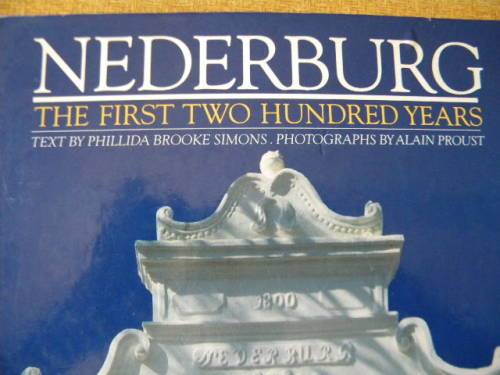 NEDERBURG
THE FIRST TWO HUNDRED YEARS
TEXT BY PHILLIDA BROOKE SIMONS . PHOTOGRAPHS BY ALAIN PROUST
1800
NEDERBURG